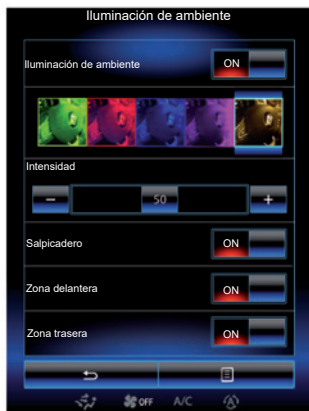 Iluminación de ambiente
Iluminación de ambiente ON
Intensidad
− 50 +
Salpicadero ON
Zona delantera ON
Zona trasera ON
OFF A/C A